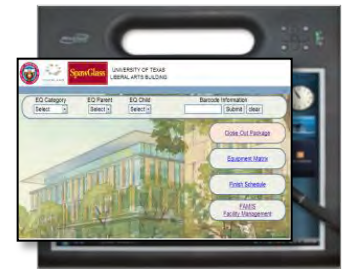 SpawGlass
UNIVERSITY OF TEXAS
LIBERAL ARTS BUILDING
EQ Category EQ Parent EQ Child Barcode Information
Select Select Select Submit clear
Close Out Package
Equipment Matrix
Finish Schedule
FAMIS
Facility Management